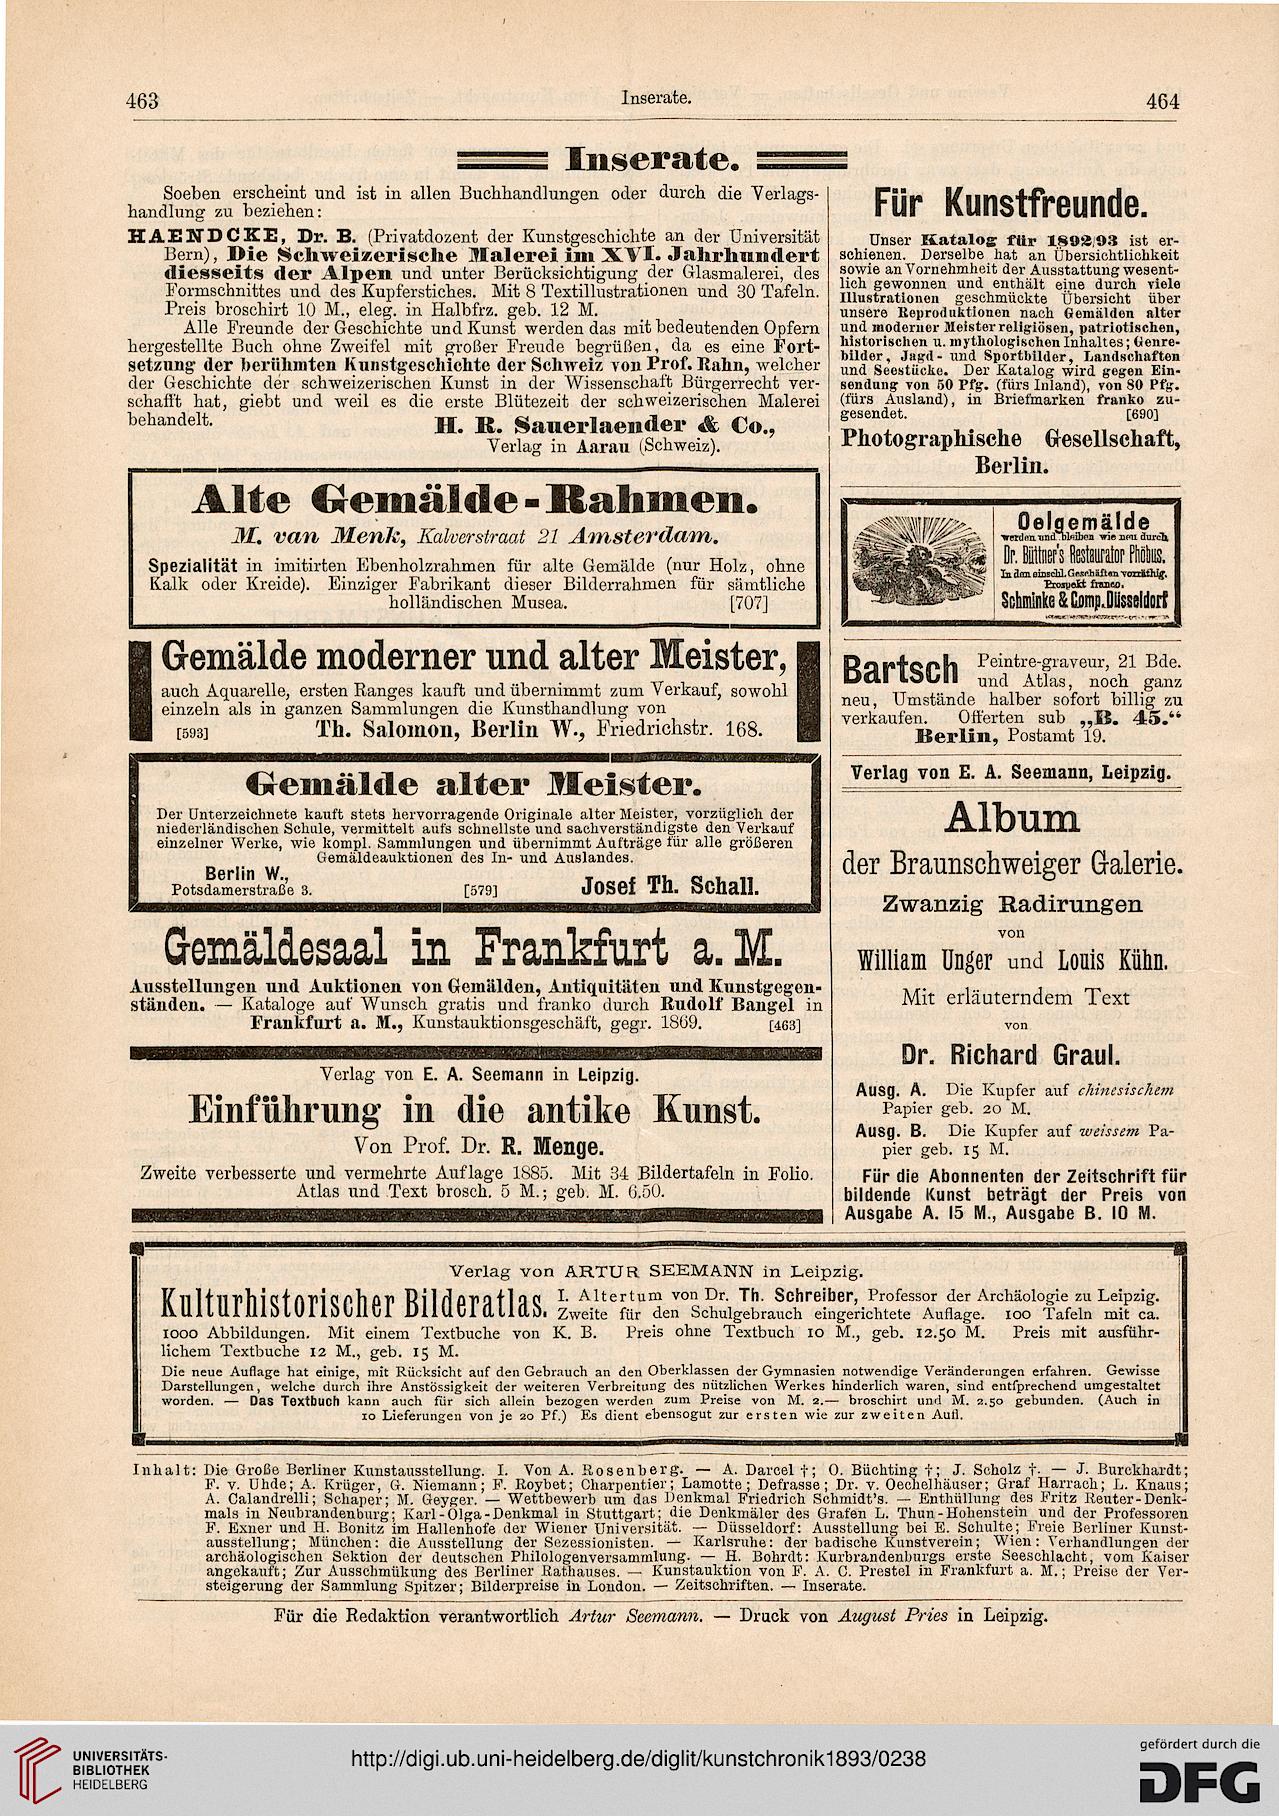 463
Inserate.
464
Inserate.
Soeben erscheint und ist in allen Buchhandlungen oder durch die Verlags-
handlung zu beziehen:
HAENDCKE, Dr. B. (Privatdozent der Kunstgeschichte an der Universität
Bern), Die Schweizerische Malerei im XVI. Jahrhundert
diesseits der Alpen und unter Berücksichtigung der Glasmalerei, des
Formschnittes und des Kupferstiches. Mit 8 Textillustrationen und 30 Tafeln.
Preis broschirt 10 M., eleg. in Halbfrz. geb. 12 M.
Alle Freunde der Geschichte und Kunst werden das mit bedeutenden Opfern
hergestellte Buch ohne Zweifel mit großer Freude begrüßen, da es eine Fort-
setzung der berühmten Kunstgeschichte der Schweiz von Prof. Rahn, welcher
der Geschichte der schweizerischen Kunst in der Wissenschaft Bürgerrecht ver-
schafft hat, giebt und weil es die erste Blütezeit der schweizerischen Malerei
behandelt.
H. R. Sauerlaender & Co.,
Verlag in Aarau (Schweiz).
Alte Gemälde-Rahmen.
M. van Menk, Kalverstraat 21 Amsterdam.
Spezialität in imitirten Ebenholzrahmen für alte Gemälde (nur Holz, ohne
Kalk oder Kreide). Einziger Fabrikant dieser Bilderrahmen für sämtliche
holländischen Musea. [707]
Gemälde moderner und alter Meister,
auch Aquarelle, ersten Ranges kauft und übernimmt zum Verkauf, sowohl
einzeln als in ganzen Sammlungen die Kunsthandlung von
[593] Th. Salomon, Berlin W., Friedrichstr. 168.
Gemälde alter Meister.
Der Unterzeichnete kauft stets hervorragende Originale alter Meister, vorzüglich der
niederländischen Schule, vermittelt aufs schnellste und sachverständigste den Verkauf
einzelner Werke, wie kompl. Sammlungen und übernimmt Aufträge für alle größeren
Gemäldeauktionen des In- und Auslandes.
Berlin W.,
Potsdamerstraße 3. [579] Josef Th. Schall.
Gemäldesaal in Frankfurt a. M.
Ausstellungen und Auktionen von Gemälden, Antiquitäten und Kunstgegen-
ständen. — Kataloge auf Wunsch gratis und franko durch Rudolf Bangel in
Frankfurt a. M., Kunstauktionsgeschäft, gegr. 1869. [463]
Verlag von E. A. Seemann in Leipzig.
Einführung in die antike Kunst.
Von Prof. Dr. R. Menge.
Zweite verbesserte und vermehrte Auflage 1885. Mit 34 Bildertafeln in Folio.
Atlas und Text brosch. 5 M.; geb. M. 6.50.
Für Kunstfreunde.
Unser Katalog für 1892/93 ist er-
schienen. Derselbe hat an Übersichtlichkeit
sowie an Vornehmheit der Ausstattung wesent-
lich gewonnen und enthält eine durch viele
Illustrationen geschmückte Übersicht über
unsere Reproduktionen nach Gemälden alter
und moderner Meister religiösen, patriotischen,
historischen u. mythologischen Inhaltes; Genre-
bilder, Jagd- und Sportbilder, Landschaften
und Seestücke. Der Katalog wird gegen Ein-
sendung von 50 Pfg. (fürs Inland), von 80 Pfg.
(fürs Ausland), in Briefmarken franko zu-
gesendet. [690]
Photographische Gesellschaft,
Berlin.
Oelgemälde
werden und bleiben wie neu durch
Dr. Büttner's Restaurator Phöbus.
In den einschl. Geschäften vorräthig.
Prospekt franco.
Schminke & Comp. Düsseldorf
Bartsch Peintre-graveur, 21 Bde.
und Atlas, noch ganz
neu, Umstände halber sofort billig zu
verkaufen. Offerten sub „B. 45.“
Berlin, Postamt 19.
Verlag von E. A. Seemann, Leipzig.
Album
der Braunschweiger Galerie.
Zwanzig Radirungen
von
William Unger und Louis Kühn.
Mit erläuterndem Text
von
Dr. Richard Graul.
Ausg. A. Die Kupfer auf chinesischem
Papier geb. 20 M.
Ausg. B. Die Kupfer auf weissem Pa-
pier geb. 15 M.
Für die Abonnenten der Zeitschrift für
bildende Kunst beträgt der Preis von
Ausgabe A. 15 M., Ausgabe B. 10 M.
Verlag von ARTUR SEEMANN in Leipzig.
Kulturhistorischer Bilderatlas. I. Altertum von Dr. Th. Schreiber, Professor der Archäologie zu Leipzig.
Zweite für den Schulgebrauch eingerichtete Auflage. 100 Tafeln mit ca.
1000 Abbildungen. Mit einem Textbuche von K. B. Preis ohne Textbuch 10 M., geb. 12.50 M. Preis mit ausführ-
lichem Textbuche 12 M., geb. 15 M.
Die neue Auflage hat einige, mit Rücksicht auf den Gebrauch an den Oberklassen der Gymnasien notwendige Veränderungen erfahren. Gewisse
Darstellungen, welche durch ihre Anstössigkeit der weiteren Verbreitung des nützlichen Werkes hinderlich waren, sind entsprechend umgestaltet
worden. — Das Textbuch kann auch für sich allein bezogen werden zum Preise von M. 2.— broschirt und M. 2.50 gebunden. (Auch in
10 Lieferungen von je 20 Pf.) Es dient ebensogut zur ersten wie zur zweiten Aufl.
Inhalt: Die Große Berliner Kunstausstellung. I. Von A. Rosenberg. — A. Darcel †; O. Büchting †; J. Scholz †. — J. Burckhardt;
F. v. Uhde; A. Krüger, G. Niemann; F. Roybet; Charpentier; Lamotte; Defrasse; Dr. v. Oechelhäuser; Graf Harrach; L. Knaus;
A. Calandrelli; Schaper; M. Geyger. — Wettbewerb um das Denkmal Friedrich Schmidt's. — Enthüllung des Fritz Reuter-Denk-
mals in Neubrandenburg; Karl-Olga-Denkmal in Stuttgart; die Denkmäler des Grafen L. Thun-Hohenstein und der Professoren
F. Exner und H. Bonitz im Hallenhofe der Wiener Universität. — Düsseldorf: Ausstellung bei E. Schulte; Freie Berliner Kunst-
ausstellung; München: die Ausstellung der Sezessionisten. — Karlsruhe: der badische Kunstverein; Wien: Verhandlungen der
archäologischen Sektion der deutschen Philologenversammlung. — H. Bohrdt: Kurbrandenburgs erste Seeschlacht, vom Kaiser
angekauft; Zur Ausschmükung des Berliner Rathauses. — Kunstauktion von F. A. C. Prestel in Frankfurt a. M.; Preise der Ver-
steigerung der Sammlung Spitzer; Bilderpreise in London. — Zeitschriften. — Inserate.
Für die Redaktion verantwortlich Artur Seemann. — Druck von August Pries in Leipzig.
UNIVERSITÄTS-
BIBLIOTHEK
HEIDELBERG
http://digi.ub.uni-heidelberg.de/diglit/kunstchronik1893/0238
gefördert durch die
DFG